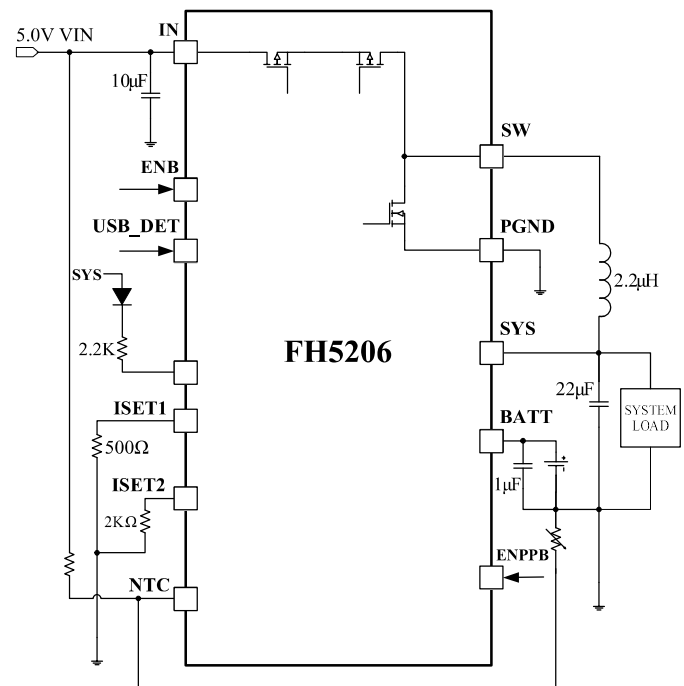 5.0V VIN
IN
10μF
SW
ENB
USB_DET
PGND
SYS
2.2μH
2.2K
FH5206
SYS
22μF
SYSTEM
LOAD
ISET1
BATT
500Ω
+
-
1μF
ISET2
2KΩ
ENPPB
NTC